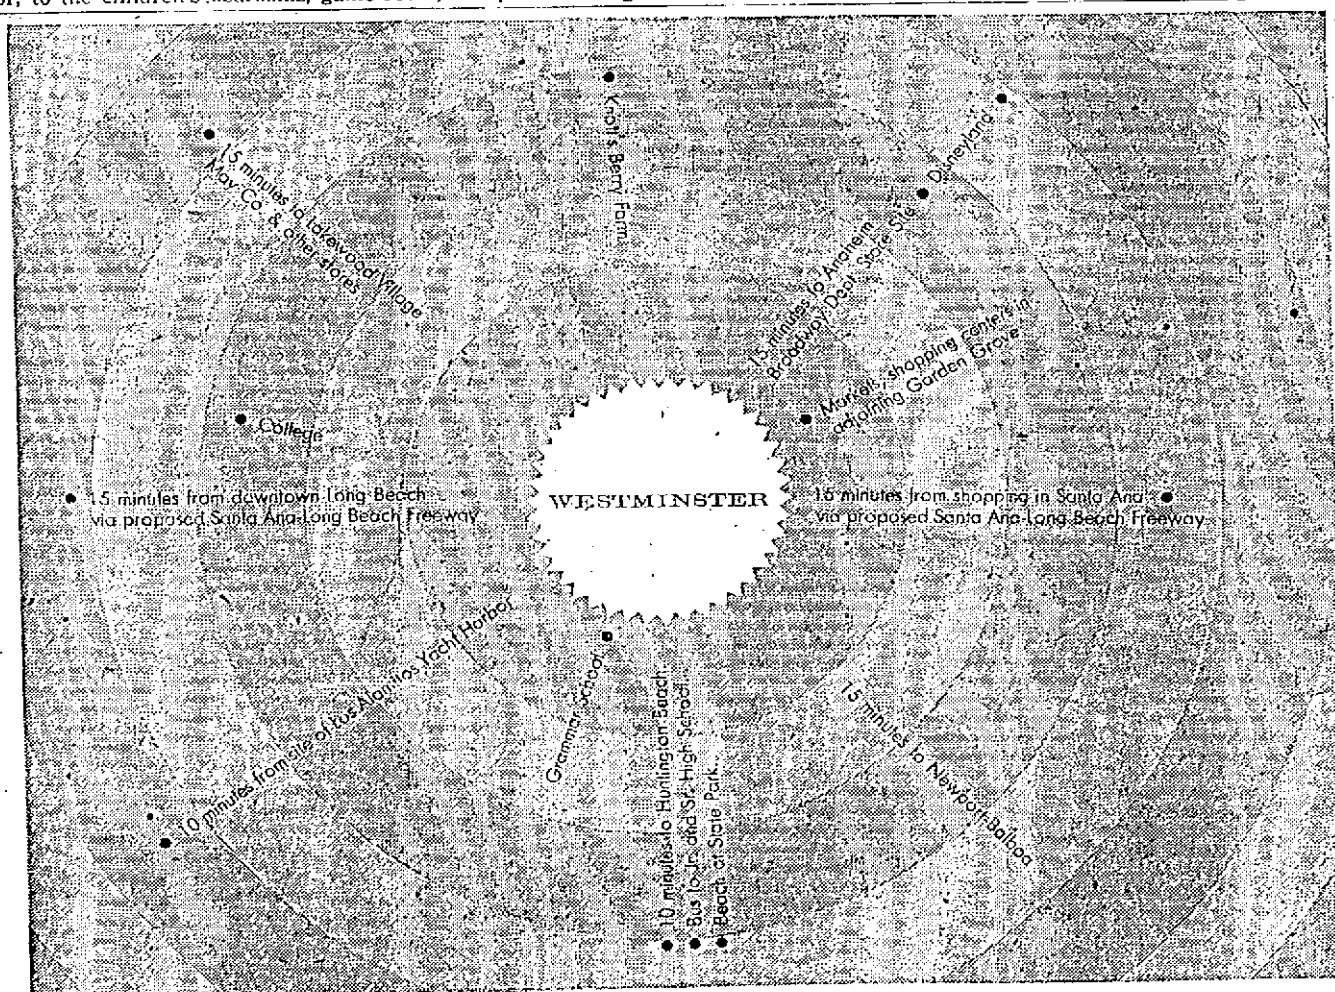 Knott's Berry Farm
Disneyland
15 minutes to Lakewood Village
May Co. & other stores
15 minutes to Anaheim
Broadway Dept. Store Site
Markets, shopping centers in
adjoining Garden Grove
College
WESTMINSTER
15 minutes from downtown Long Beach
via proposed Santa Ana-Long Beach Freeway
15 minutes from shopping in Santa Ana
via proposed Santa Ana-Long Beach Freeway
10 minutes from site of Los Alamitos Yacht Harbor
Grammar School
10 minutes to Huntington Beach
Bus to Jr. and Sr. High School
Beach at State Park
15 minutes to Newport-Balboa